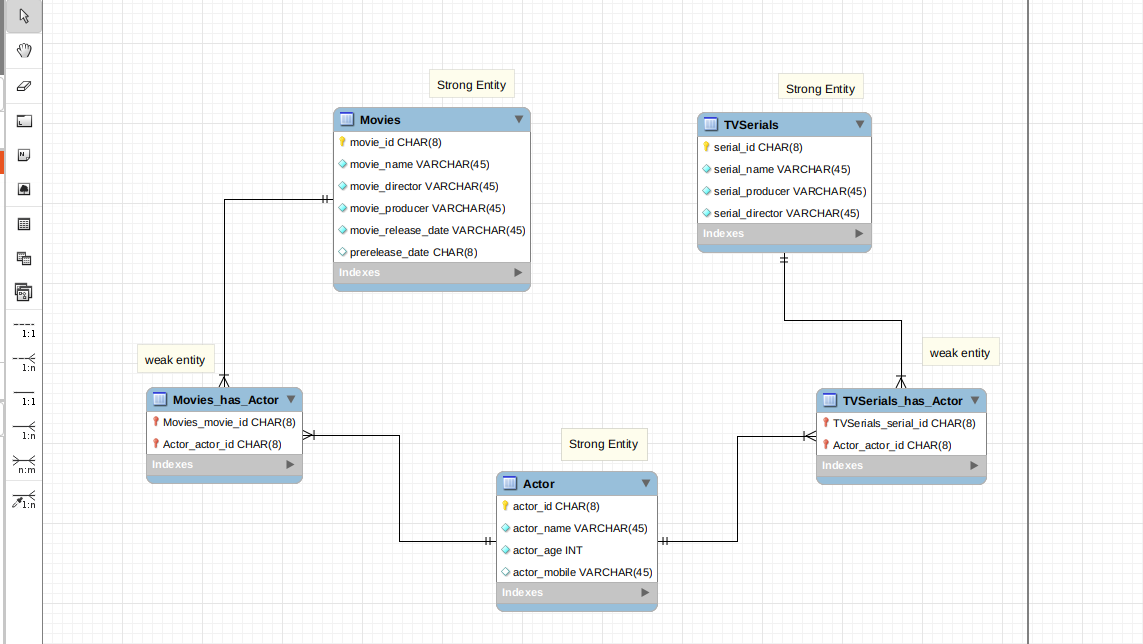 Strong Entity
Movies
movie_id CHAR(8)
movie_name VARCHAR(45)
movie_director VARCHAR(45)
movie_producer VARCHAR(45)
movie_release_date VARCHAR(45)
prerelease_date CHAR(8)
Indexes
Strong Entity
TVSerials
serial_id CHAR(8)
serial_name VARCHAR(45)
serial_producer VARCHAR(45)
serial_director VARCHAR(45)
Indexes
weak entity
Movies_has_Actor
Movies_movie_id CHAR(8)
Actor_actor_id CHAR(8)
Indexes
weak entity
TVSerials_has_Actor
TVSerials_serial_id CHAR(8)
Actor_actor_id CHAR(8)
Indexes
Strong Entity
Actor
actor_id CHAR(8)
actor_name VARCHAR(45)
actor_age INT
actor_mobile VARCHAR(45)
Indexes
1:1
1:n
1:1
1:n
n:m
1:n